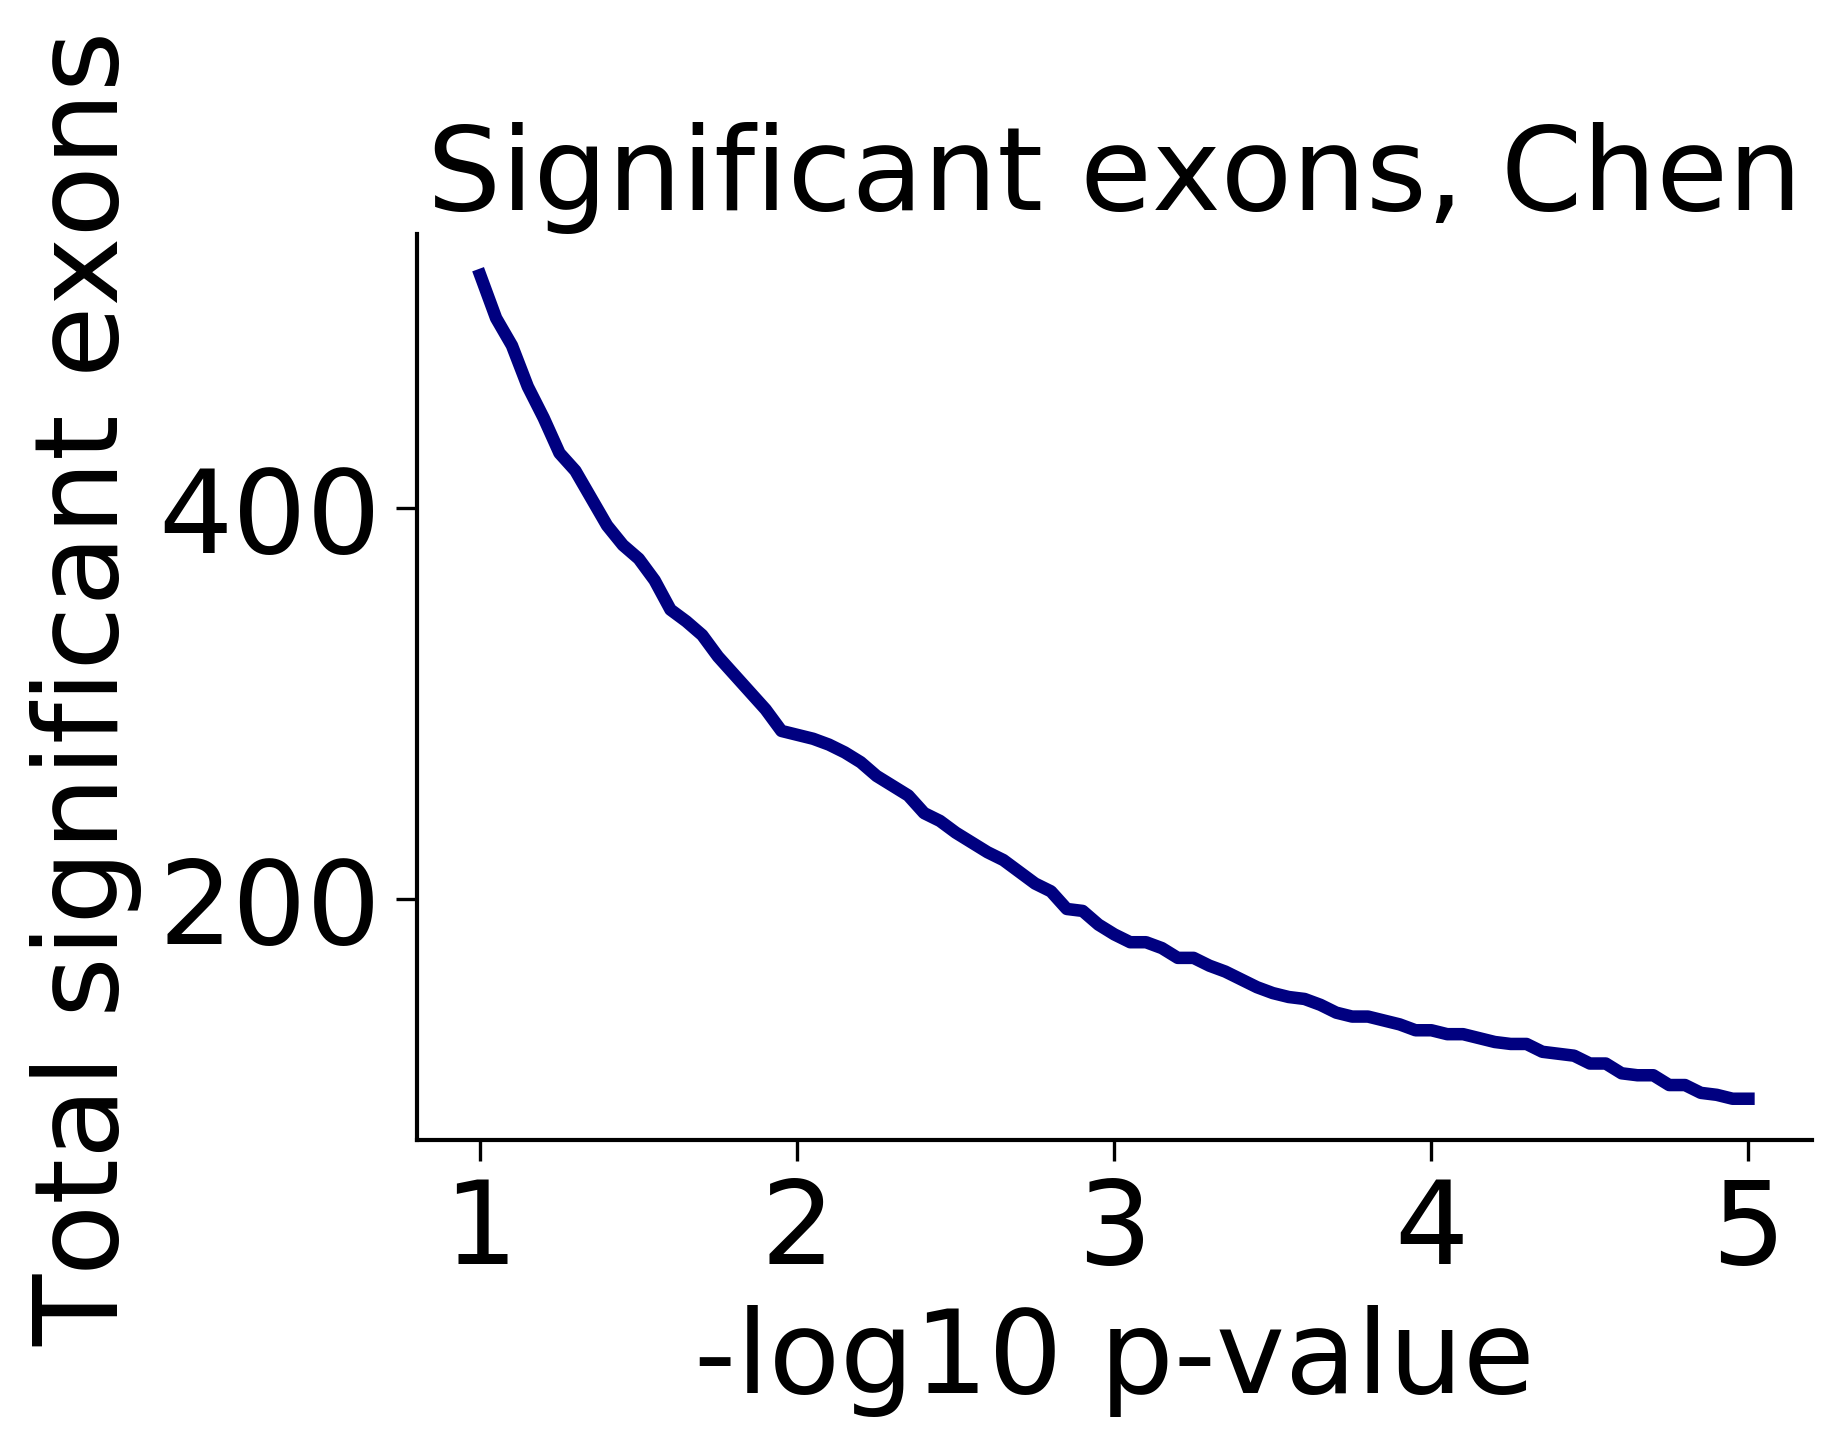 Significant exons, Chen
Total significant exons
400
200
1 2 3 4 5
-log10 p-value